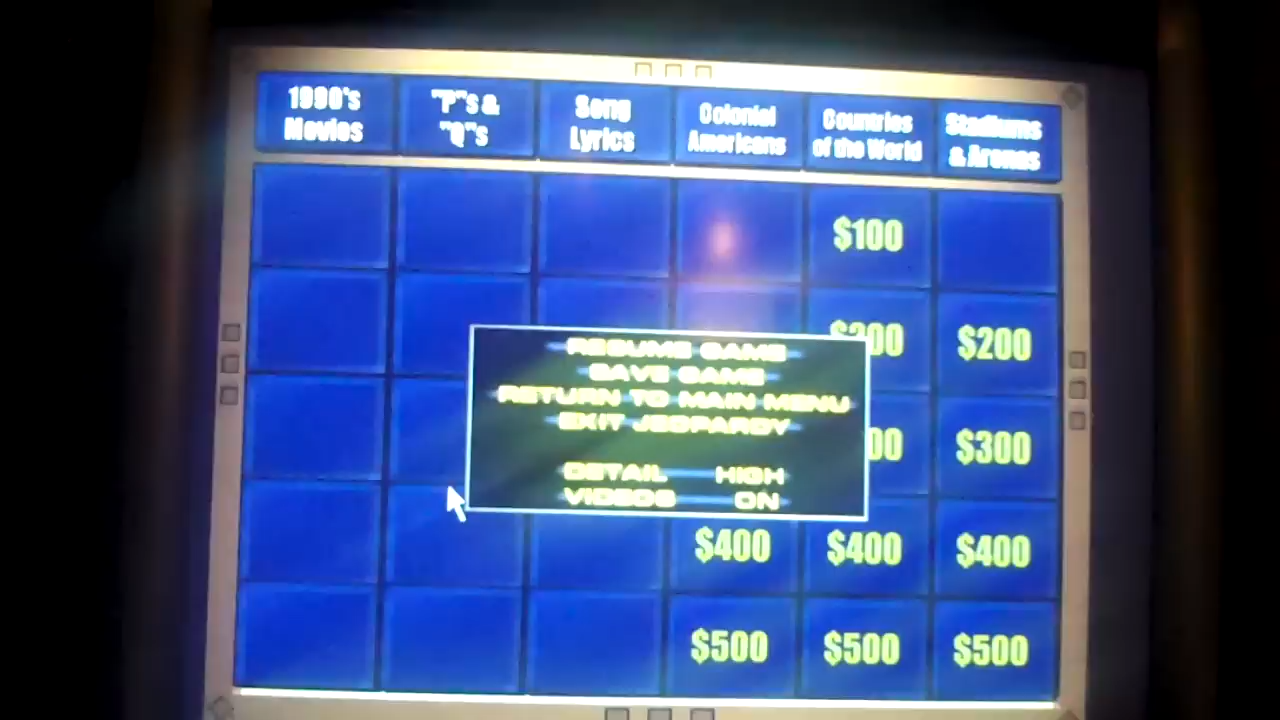 1990's
Movies
"P"s &
"Q"s
Song
Lyrics
Colonial
Americans
Countries
of the World
Stadiums
& Arenas
$100
$200
$300
$400 $400 $400
$500 $500 $500
RESUME GAME
SAVE GAME
RETURN TO MAIN MENU
EXIT JEOPARDY
DETAIL HIGH
VIDEOS ON